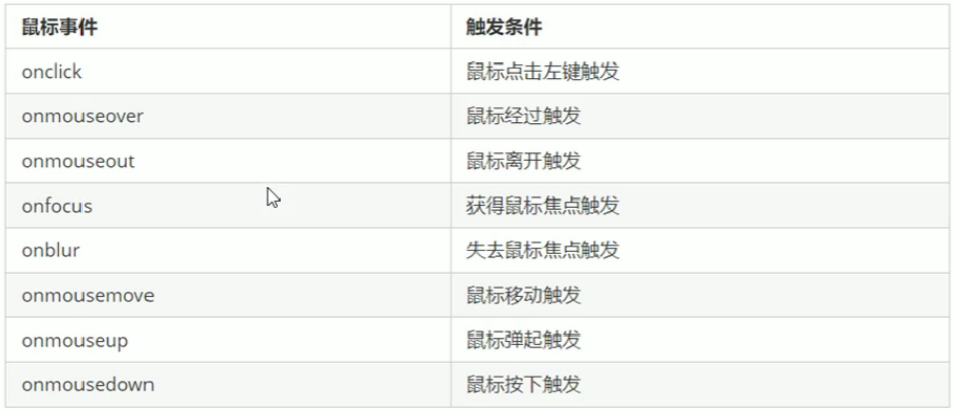 鼠标事件 触发条件
onclick 鼠标点击左键触发
onmouseover 鼠标经过触发
onmouseout 鼠标离开触发
onfocus 获得鼠标焦点触发
onblur 失去鼠标焦点触发
onmousemove 鼠标移动触发
onmouseup 鼠标弹起触发
onmousedown 鼠标按下触发